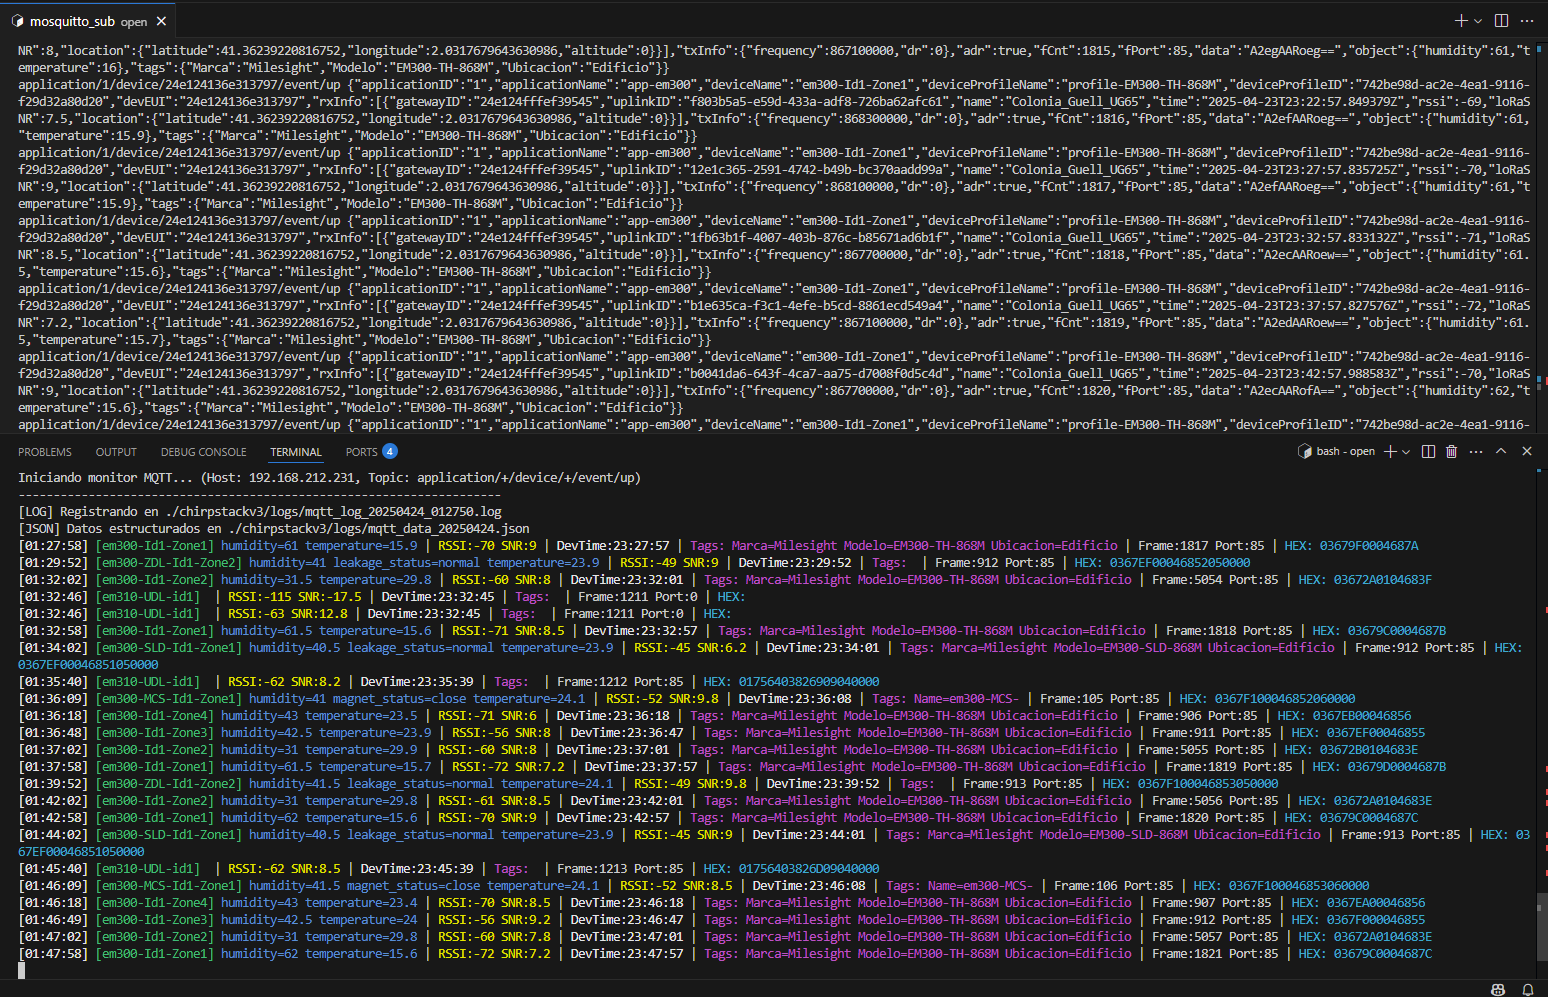 mosquitto_sub open
NR":8,"location":{"latitude":41.36239220816752,"longitude":2.0317679643630986,"altitude":0}}],"txInfo":{"frequency":867100000,"dr":0},"adr":true,"fCnt":1815,"fPort":85,"data":"A2egAARoeg==","object":{"humidity":61,"t
emperature":16},"tags":{"Marca":"Milesight","Modelo":"EM300-TH-868M","Ubicacion":"Edificio"}}
application/1/device/24e124136e313797/event/up {"applicationID":"1","applicationName":"app-em300","deviceName":"em300-Id1-Zone1","deviceProfileName":"profile-EM300-TH-868M","deviceProfileID":"742be98d-ac2e-4ea1-9116-
f29d32a80d20","devEUI":"24e124136e313797","rxInfo":[{"gatewayID":"24e124fffef39545","uplinkID":"f803b5a5-e59d-433a-adf8-726ba62afc61","name":"Colonia_Guell_UG65","time":"2025-04-23T23:22:57.849379Z","rssi":-69,"loRaS
NR":7.5,"location":{"latitude":41.36239220816752,"longitude":2.0317679643630986,"altitude":0}}],"txInfo":{"frequency":868300000,"dr":0},"adr":true,"fCnt":1816,"fPort":85,"data":"A2efAARoeg==","object":{"humidity":61,
"temperature":15.9},"tags":{"Marca":"Milesight","Modelo":"EM300-TH-868M","Ubicacion":"Edificio"}}
application/1/device/24e124136e313797/event/up {"applicationID":"1","applicationName":"app-em300","deviceName":"em300-Id1-Zone1","deviceProfileName":"profile-EM300-TH-868M","deviceProfileID":"742be98d-ac2e-4ea1-9116-
f29d32a80d20","devEUI":"24e124136e313797","rxInfo":[{"gatewayID":"24e124fffef39545","uplinkID":"12e1c365-2591-4742-b49b-bc370aadd99a","name":"Colonia_Guell_UG65","time":"2025-04-23T23:27:57.835725Z","rssi":-70,"loRaS
NR":9,"location":{"latitude":41.36239220816752,"longitude":2.0317679643630986,"altitude":0}}],"txInfo":{"frequency":868100000,"dr":0},"adr":true,"fCnt":1817,"fPort":85,"data":"A2efAARoeg==","object":{"humidity":61,"t
emperature":15.9},"tags":{"Marca":"Milesight","Modelo":"EM300-TH-868M","Ubicacion":"Edificio"}}
application/1/device/24e124136e313797/event/up {"applicationID":"1","applicationName":"app-em300","deviceName":"em300-Id1-Zone1","deviceProfileName":"profile-EM300-TH-868M","deviceProfileID":"742be98d-ac2e-4ea1-9116-
f29d32a80d20","devEUI":"24e124136e313797","rxInfo":[{"gatewayID":"24e124fffef39545","uplinkID":"1fb63b1f-4007-403b-876c-b85671ad6b1f","name":"Colonia_Guell_UG65","time":"2025-04-23T23:32:57.833132Z","rssi":-71,"loRaS
NR":8.5,"location":{"latitude":41.36239220816752,"longitude":2.0317679643630986,"altitude":0}}],"txInfo":{"frequency":867700000,"dr":0},"adr":true,"fCnt":1818,"fPort":85,"data":"A2ecAARoew==","object":{"humidity":61.
5,"temperature":15.6},"tags":{"Marca":"Milesight","Modelo":"EM300-TH-868M","Ubicacion":"Edificio"}}
application/1/device/24e124136e313797/event/up {"applicationID":"1","applicationName":"app-em300","deviceName":"em300-Id1-Zone1","deviceProfileName":"profile-EM300-TH-868M","deviceProfileID":"742be98d-ac2e-4ea1-9116-
f29d32a80d20","devEUI":"24e124136e313797","rxInfo":[{"gatewayID":"24e124fffef39545","uplinkID":"b1e635ca-f3c1-4efe-b5cd-8861ecd549a4","name":"Colonia_Guell_UG65","time":"2025-04-23T23:37:57.827576Z","rssi":-72,"loRaS
NR":7.2,"location":{"latitude":41.36239220816752,"longitude":2.0317679643630986,"altitude":0}}],"txInfo":{"frequency":867100000,"dr":0},"adr":true,"fCnt":1819,"fPort":85,"data":"A2edAARoew==","object":{"humidity":61.
5,"temperature":15.7},"tags":{"Marca":"Milesight","Modelo":"EM300-TH-868M","Ubicacion":"Edificio"}}
application/1/device/24e124136e313797/event/up {"applicationID":"1","applicationName":"app-em300","deviceName":"em300-Id1-Zone1","deviceProfileName":"profile-EM300-TH-868M","deviceProfileID":"742be98d-ac2e-4ea1-9116-
f29d32a80d20","devEUI":"24e124136e313797","rxInfo":[{"gatewayID":"24e124fffef39545","uplinkID":"b0041da6-643f-4ca7-aa75-d7008f0d5c4d","name":"Colonia_Guell_UG65","time":"2025-04-23T23:42:57.988583Z","rssi":-70,"loRaS
NR":9,"location":{"latitude":41.36239220816752,"longitude":2.0317679643630986,"altitude":0}}],"txInfo":{"frequency":867700000,"dr":0},"adr":true,"fCnt":1820,"fPort":85,"data":"A2ecAARofA==","object":{"humidity":62,"t
emperature":15.6},"tags":{"Marca":"Milesight","Modelo":"EM300-TH-868M","Ubicacion":"Edificio"}}
application/1/device/24e124136e313797/event/up {"applicationID":"1","applicationName":"app-em300","deviceName":"em300-Id1-Zone1","deviceProfileName":"profile-EM300-TH-868M","deviceProfileID":"742be98d-ac2e-4ea1-9116-
PROBLEMS OUTPUT DEBUG CONSOLE TERMINAL PORTS 4 bash - open
Iniciando monitor MQTT... (Host: 192.168.212.231, Topic: application/+/device/+/event/up)
---------------------------------------------------------------------
[LOG] Registrando en ./chirpstackv3/logs/mqtt_log_20250424_012750.log
[JSON] Datos estructurados en ./chirpstackv3/logs/mqtt_data_20250424.json
[01:27:58] [em300-Id1-Zone1] humidity=61 temperature=15.9 | RSSI:-70 SNR:9 | DevTime:23:27:57 | Tags: Marca=Milesight Modelo=EM300-TH-868M Ubicacion=Edificio | Frame:1817 Port:85 | HEX: 03679F0004687A
[01:29:52] [em300-ZDL-Id1-Zone2] humidity=41 leakage_status=normal temperature=23.9 | RSSI:-49 SNR:9 | DevTime:23:29:52 | Tags:  | Frame:912 Port:85 | HEX: 0367EF00046852050000
[01:32:02] [em300-Id1-Zone2] humidity=31.5 temperature=29.8 | RSSI:-60 SNR:8 | DevTime:23:32:01 | Tags: Marca=Milesight Modelo=EM300-TH-868M Ubicacion=Edificio | Frame:5054 Port:85 | HEX: 03672A0104683F
[01:32:46] [em310-UDL-id1]  | RSSI:-115 SNR:-17.5 | DevTime:23:32:45 | Tags:  | Frame:1211 Port:0 | HEX:
[01:32:46] [em310-UDL-id1]  | RSSI:-63 SNR:12.8 | DevTime:23:32:45 | Tags:  | Frame:1211 Port:0 | HEX:
[01:32:58] [em300-Id1-Zone1] humidity=61.5 temperature=15.6 | RSSI:-71 SNR:8.5 | DevTime:23:32:57 | Tags: Marca=Milesight Modelo=EM300-TH-868M Ubicacion=Edificio | Frame:1818 Port:85 | HEX: 03679C0004687B
[01:34:02] [em300-SLD-Id1-Zone1] humidity=40.5 leakage_status=normal temperature=23.9 | RSSI:-45 SNR:6.2 | DevTime:23:34:01 | Tags: Marca=Milesight Modelo=EM300-SLD-868M Ubicacion=Edificio | Frame:912 Port:85 | HEX:
0367EF00046851050000
[01:35:40] [em310-UDL-id1]  | RSSI:-62 SNR:8.2 | DevTime:23:35:39 | Tags:  | Frame:1212 Port:85 | HEX: 01756403826909040000
[01:36:09] [em300-MCS-Id1-Zone1] humidity=41 magnet_status=close temperature=24.1 | RSSI:-52 SNR:9.8 | DevTime:23:36:08 | Tags: Name=em300-MCS- | Frame:105 Port:85 | HEX: 0367F100046852060000
[01:36:18] [em300-Id1-Zone4] humidity=43 temperature=23.5 | RSSI:-71 SNR:6 | DevTime:23:36:18 | Tags: Marca=Milesight Modelo=EM300-TH-868M Ubicacion=Edificio | Frame:906 Port:85 | HEX: 0367EB00046856
[01:36:48] [em300-Id1-Zone3] humidity=42.5 temperature=23.9 | RSSI:-56 SNR:8 | DevTime:23:36:47 | Tags: Marca=Milesight Modelo=EM300-TH-868M Ubicacion=Edificio | Frame:911 Port:85 | HEX: 0367EF00046855
[01:37:02] [em300-Id1-Zone2] humidity=31 temperature=29.9 | RSSI:-60 SNR:8 | DevTime:23:37:01 | Tags: Marca=Milesight Modelo=EM300-TH-868M Ubicacion=Edificio | Frame:5055 Port:85 | HEX: 03672B0104683E
[01:37:58] [em300-Id1-Zone1] humidity=61.5 temperature=15.7 | RSSI:-72 SNR:7.2 | DevTime:23:37:57 | Tags: Marca=Milesight Modelo=EM300-TH-868M Ubicacion=Edificio | Frame:1819 Port:85 | HEX: 03679D0004687B
[01:39:52] [em300-ZDL-Id1-Zone2] humidity=41.5 leakage_status=normal temperature=24.1 | RSSI:-49 SNR:9.8 | DevTime:23:39:52 | Tags:  | Frame:913 Port:85 | HEX: 0367F100046853050000
[01:42:02] [em300-Id1-Zone2] humidity=31 temperature=29.8 | RSSI:-61 SNR:8.5 | DevTime:23:42:01 | Tags: Marca=Milesight Modelo=EM300-TH-868M Ubicacion=Edificio | Frame:5056 Port:85 | HEX: 03672A0104683E
[01:42:58] [em300-Id1-Zone1] humidity=62 temperature=15.6 | RSSI:-70 SNR:9 | DevTime:23:42:57 | Tags: Marca=Milesight Modelo=EM300-TH-868M Ubicacion=Edificio | Frame:1820 Port:85 | HEX: 03679C0004687C
[01:44:02] [em300-SLD-Id1-Zone1] humidity=40.5 leakage_status=normal temperature=23.9 | RSSI:-45 SNR:9 | DevTime:23:44:01 | Tags: Marca=Milesight Modelo=EM300-SLD-868M Ubicacion=Edificio | Frame:913 Port:85 | HEX: 03
67EF00046851050000
[01:45:40] [em310-UDL-id1]  | RSSI:-62 SNR:8.5 | DevTime:23:45:39 | Tags:  | Frame:1213 Port:85 | HEX: 01756403826D09040000
[01:46:09] [em300-MCS-Id1-Zone1] humidity=41.5 magnet_status=close temperature=24.1 | RSSI:-52 SNR:8.5 | DevTime:23:46:08 | Tags: Name=em300-MCS- | Frame:106 Port:85 | HEX: 0367F100046853060000
[01:46:18] [em300-Id1-Zone4] humidity=43 temperature=23.4 | RSSI:-70 SNR:8.5 | DevTime:23:46:18 | Tags: Marca=Milesight Modelo=EM300-TH-868M Ubicacion=Edificio | Frame:907 Port:85 | HEX: 0367EA00046856
[01:46:49] [em300-Id1-Zone3] humidity=42.5 temperature=24 | RSSI:-56 SNR:9.2 | DevTime:23:46:47 | Tags: Marca=Milesight Modelo=EM300-TH-868M Ubicacion=Edificio | Frame:912 Port:85 | HEX: 0367F000046855
[01:47:02] [em300-Id1-Zone2] humidity=31 temperature=29.8 | RSSI:-60 SNR:7.8 | DevTime:23:47:01 | Tags: Marca=Milesight Modelo=EM300-TH-868M Ubicacion=Edificio | Frame:5057 Port:85 | HEX: 03672A0104683E
[01:47:58] [em300-Id1-Zone1] humidity=62 temperature=15.6 | RSSI:-72 SNR:7.2 | DevTime:23:47:57 | Tags: Marca=Milesight Modelo=EM300-TH-868M Ubicacion=Edificio | Frame:1821 Port:85 | HEX: 03679C0004687C